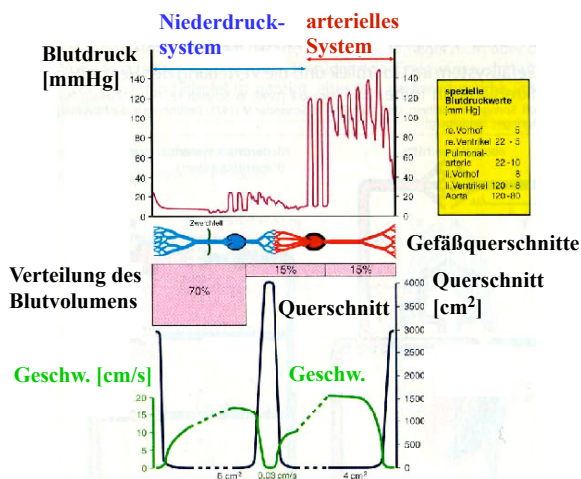 Niederdruck-
system
arterielles
System
Blutdruck
[mmHg]
140
120
100
80
60
40
20
0
140
120
100
80
60
40
20
0
spezielle
Blutdruckwerte
[mm Hg]
re.Vorhof 5
re.Ventrikel 22 - 5
Pulmonal-
arterie 22-10
li.Vorhof 8
li.Ventrikel 120 - 8
Aorta 120-80
Zwerchfell
Gefäßquerschnitte
Verteilung des
Blutvolumens
70%
15%
15%
Querschnitt
Querschnitt
[cm²]
4000
3500
3000
2500
2000
1500
1000
500
0
Geschw. [cm/s]
Geschw.
20
15
10
5
0
6 cm²
0.03 cm/s
4 cm²